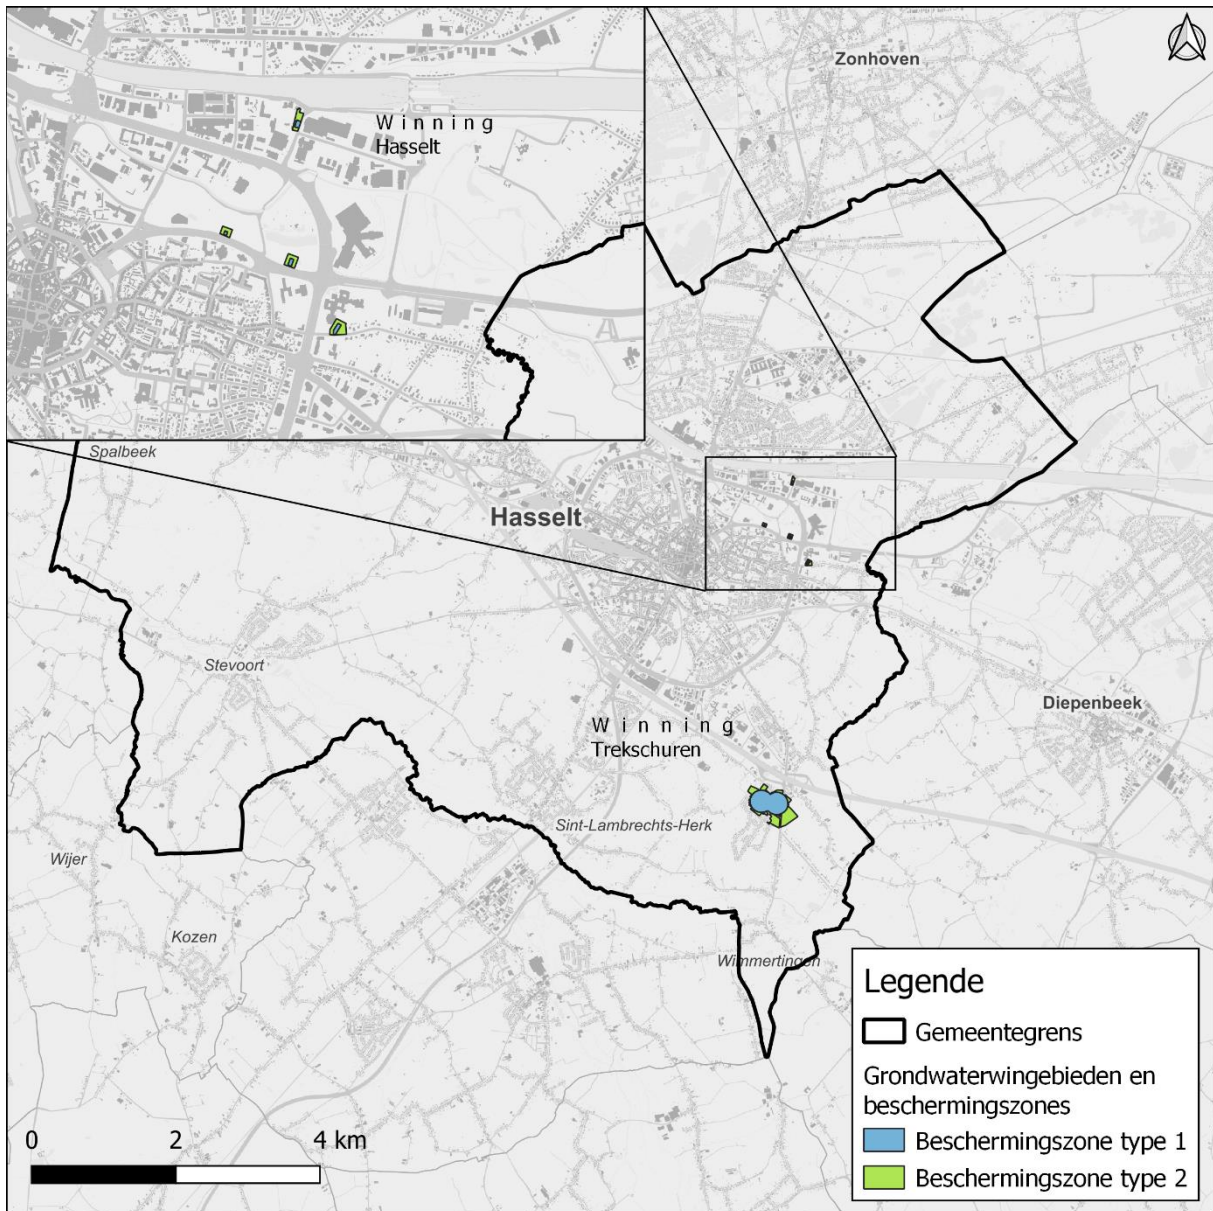 Zonhoven
Winning
Hasselt
Spalbeek
Hasselt
Stevoort
Diepenbeek
Winning
Trekschuren
Sint-Lambrechts-Herk
Wijer
Kozen
Wimmertingen
Legende
Gemeentegrens
Grondwaterwingebieden en
beschermingszones
Beschermingszone type 1
Beschermingszone type 2
0 2 4 km